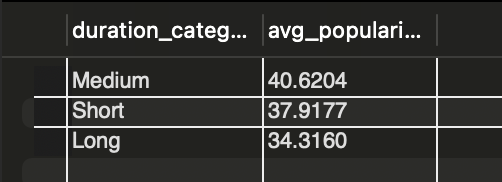 duration_categ... avg_populari...
Medium 40.6204
Short 37.9177
Long 34.3160